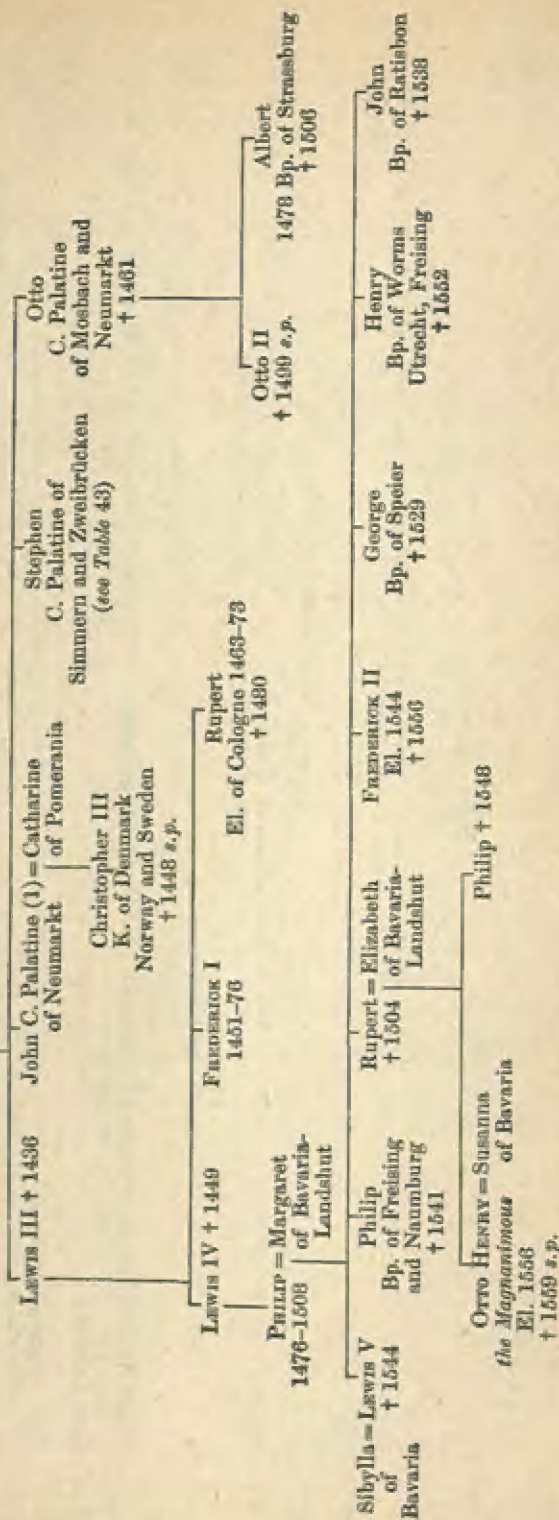 LEWIS III † 1436
John C. Palatine (1) = Catharine
of Neumarkt
of Pomerania
Stephen
C. Palatine of
Simmern and Zweibrücken
(see Table 43)
Otto
C. Palatine
of Mosbach and
Neumarkt
† 1461
Christopher III
K. of Denmark
Norway and Sweden
† 1448 s.p.
Otto II
† 1499 s.p.
Albert
1478 Bp. of Strassburg
† 1506
LEWIS IV † 1449
FREDERICK I
1451-76
Rupert
El. of Cologne 1463-73
† 1480
PHILIP = Margaret
1476-1508
of Bavaria-
Landshut
Sibylla = LEWIS V
of
Bavaria
† 1544
Philip
Bp. of Freising
and Naumburg
† 1541
Rupert = Elizabeth
† 1504
of Bavaria-
Landshut
FREDERICK II
El. 1544
† 1556
George
Bp. of Speier
† 1529
Henry
Bp. of Worms
Utrecht, Freising
† 1552
John
Bp. of Ratisbon
† 1538
OTTO HENRY = Susanna
the Magnanimous of Bavaria
El. 1556
† 1559 s.p.
Philip † 1548